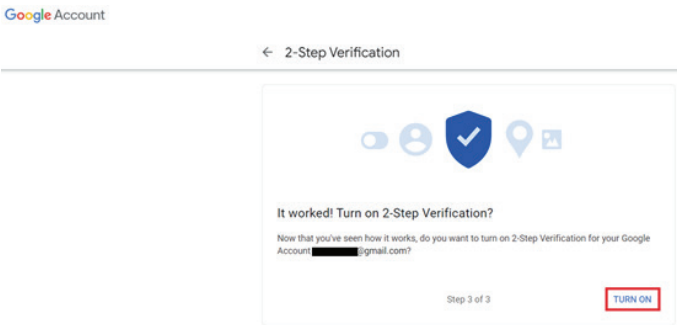 Google Account
← 2-Step Verification
It worked! Turn on 2-Step Verification?
Now that you've seen how it works, do you want to turn on 2-Step Verification for your Google
Account @gmail.com?
Step 3 of 3
TURN ON